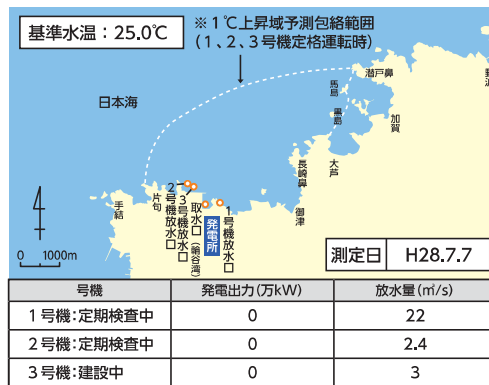 基準水温：25.0℃
※1℃上昇域予測包絡範囲
(1、2、3号機定格運転時)
日本海
潜戸鼻
馬島
黒島
加賀
野波
大芦
長崎鼻
御津
手結
片句
2号機放水口
3号機放水口
取水口(輪谷湾)
発電所
1号機放水口
0 1000m
測定日 H28.7.7
号機 発電出力(万kW) 放水量(㎥/s)
1号機：定期検査中 0 22
2号機：定期検査中 0 2.4
3号機：建設中 0 3